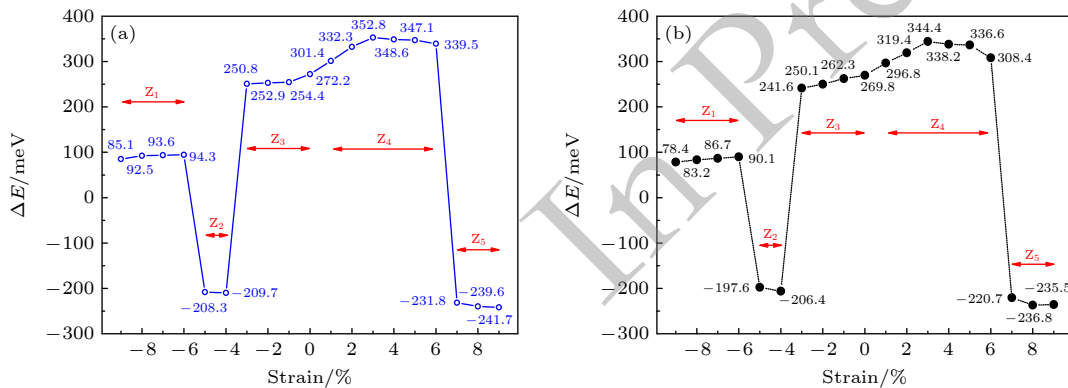 (a)
400
300
200
100
0
−100
−200
−300
ΔE/meV
−8 −6 −4 −2 0 2 4 6 8
Strain/%
85.1
92.5
93.6
94.3
−208.3
−209.7
250.8
252.9
254.4
272.2
301.4
332.3
352.8
348.6
347.1
339.5
−231.8
−239.6
−241.7
Z1
Z2
Z3
Z4
Z5
(b)
400
300
200
100
0
−100
−200
−300
ΔE/meV
−8 −6 −4 −2 0 2 4 6 8
Strain/%
78.4
83.2
86.7
90.1
−197.6
−206.4
241.6
250.1
262.3
269.8
296.8
319.4
344.4
338.2
336.6
308.4
−220.7
−236.8
−235.5
Z1
Z2
Z3
Z4
Z5
In Pre